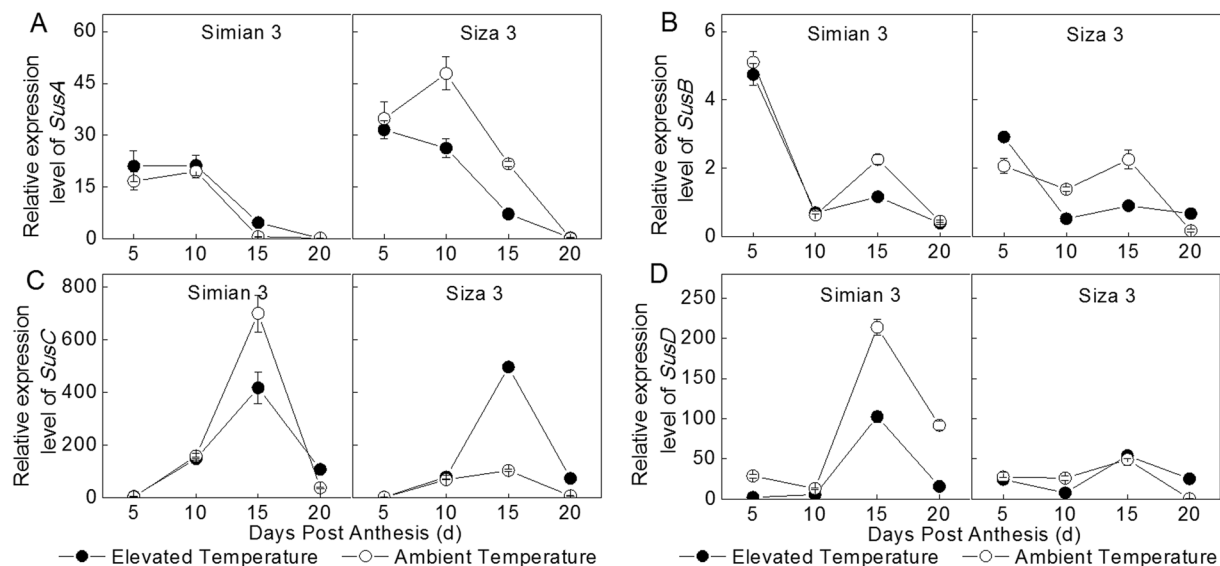 A
Simian 3
Siza 3
Relative expression
level of SusA
60
45
30
15
0
5 10 15 20 5 10 15 20
B
Simian 3
Siza 3
Relative expression
level of SusB
6
4
2
0
5 10 15 20 5 10 15 20
C
Simian 3
Siza 3
Relative expression
level of SusC
800
600
400
200
0
5 10 15 20 5 10 15 20
Days Post Anthesis (d)
Elevated Temperature Ambient Temperature
D
Simian 3
Siza 3
Relative expression
level of SusD
250
200
150
100
50
0
5 10 15 20 5 10 15 20
Days Post Anthesis (d)
Elevated Temperature Ambient Temperature